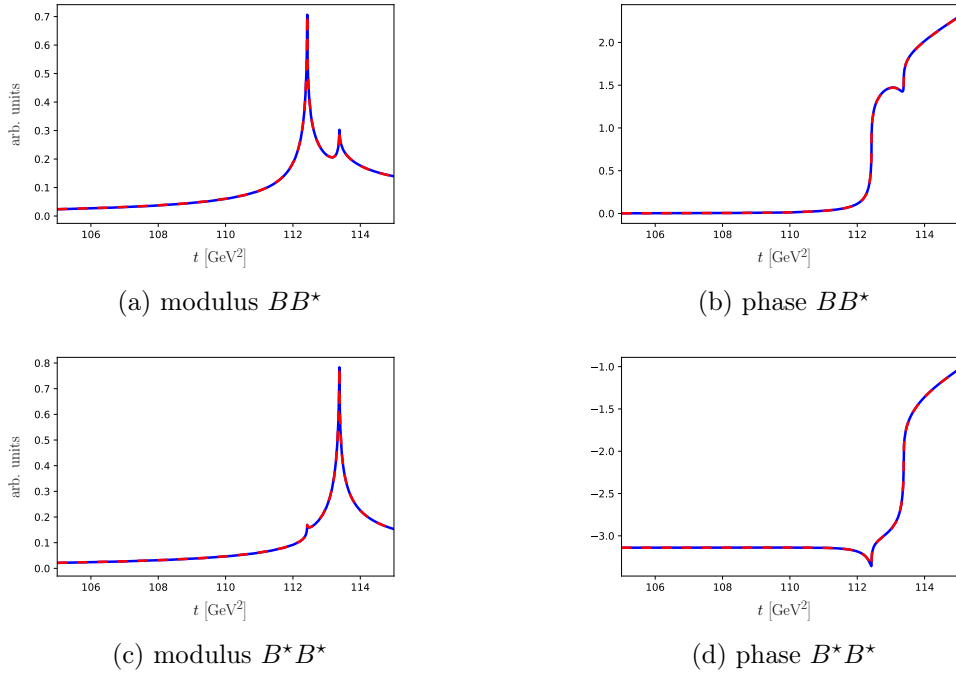 0.7
0.6
0.5
0.4
0.3
0.2
0.1
0.0
arb. units
106 108 110 112 114
t [GeV²]
(a) modulus BB⋆
2.0
1.5
1.0
0.5
0.0
106 108 110 112 114
t [GeV²]
(b) phase BB⋆
0.8
0.7
0.6
0.5
0.4
0.3
0.2
0.1
0.0
arb. units
106 108 110 112 114
t [GeV²]
(c) modulus B⋆B⋆
−1.0
−1.5
−2.0
−2.5
−3.0
106 108 110 112 114
t [GeV²]
(d) phase B⋆B⋆